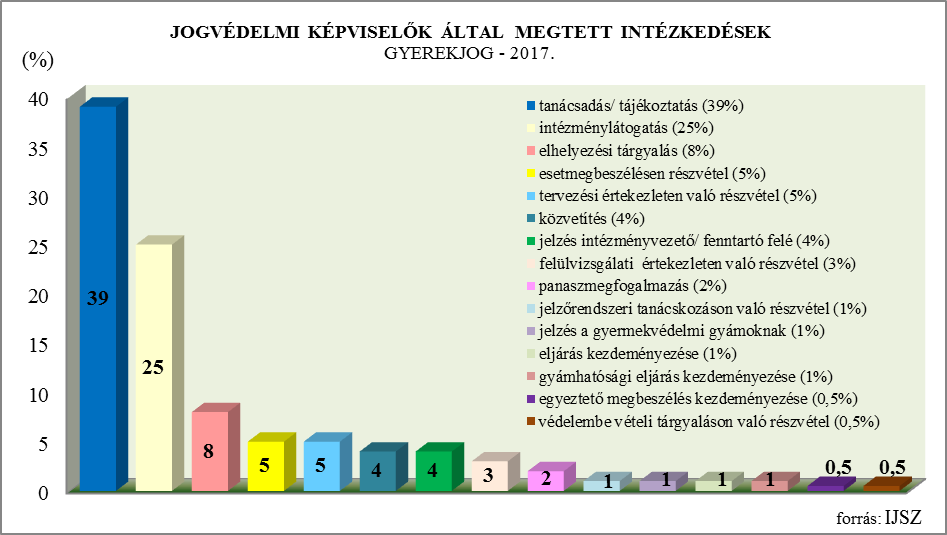 JOGVÉDELMI KÉPVISELŐK ÁLTAL MEGTETT INTÉZKEDÉSEK
GYEREKJOG - 2017.
(%)
40
35
30
25
20
15
10
5
0
tanácsadás/ tájékoztatás (39%)
intézménylátogatás (25%)
elhelyezési tárgyalás (8%)
esetmegbeszélésen részvétel (5%)
tervezési értekezleten való részvétel (5%)
közvetítés (4%)
jelzés intézményvezető/ fenntartó felé (4%)
felülvizsgálati értekezleten való részvétel (3%)
panaszmegfogalmazás (2%)
jelzőrendszeri tanácskozáson való részvétel (1%)
jelzés a gyermekvédelmi gyámoknak (1%)
eljárás kezdeményezése (1%)
gyámhatósági eljárás kezdeményezése (1%)
egyeztető megbeszélés kezdeményezése (0,5%)
védelembe vételi tárgyaláson való részvétel (0,5%)
39
25
8
5
5
4
4
3
2
1
1
1
1
0,5
0,5
forrás: IJSZ